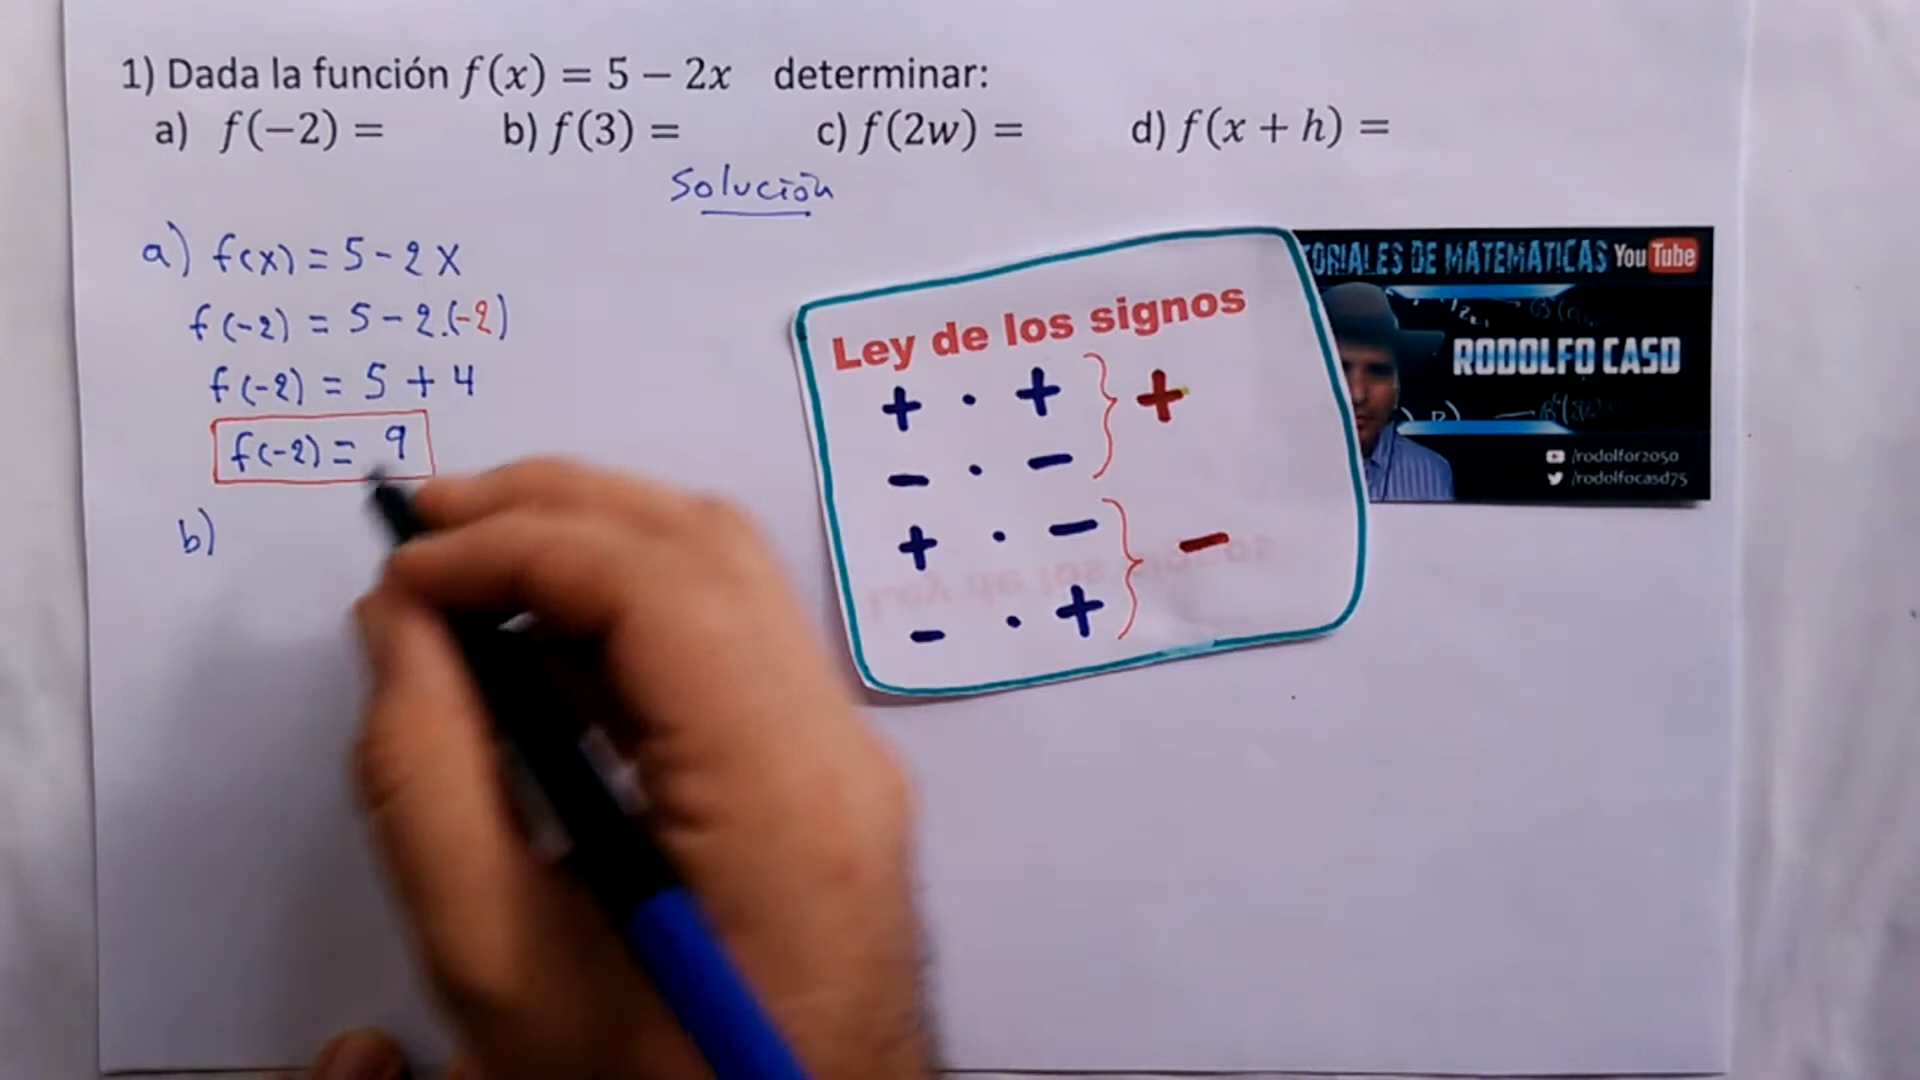 1) Dada la función f(x) = 5 − 2x determinar:
a) f(−2) = b) f(3) = c) f(2w) = d) f(x + h) =
Solución
a) f(x) = 5 - 2x
f(-2) = 5 - 2.(-2)
f(-2) = 5 + 4
f(-2) = 9
b)
Ley de los signos
+ · + } +
- · -
+ · - } -
- · +
ORIALES DE MATEMATICAS YouTube
RODOLFO CASD
/rodolfor2050
/rodolfocasd75